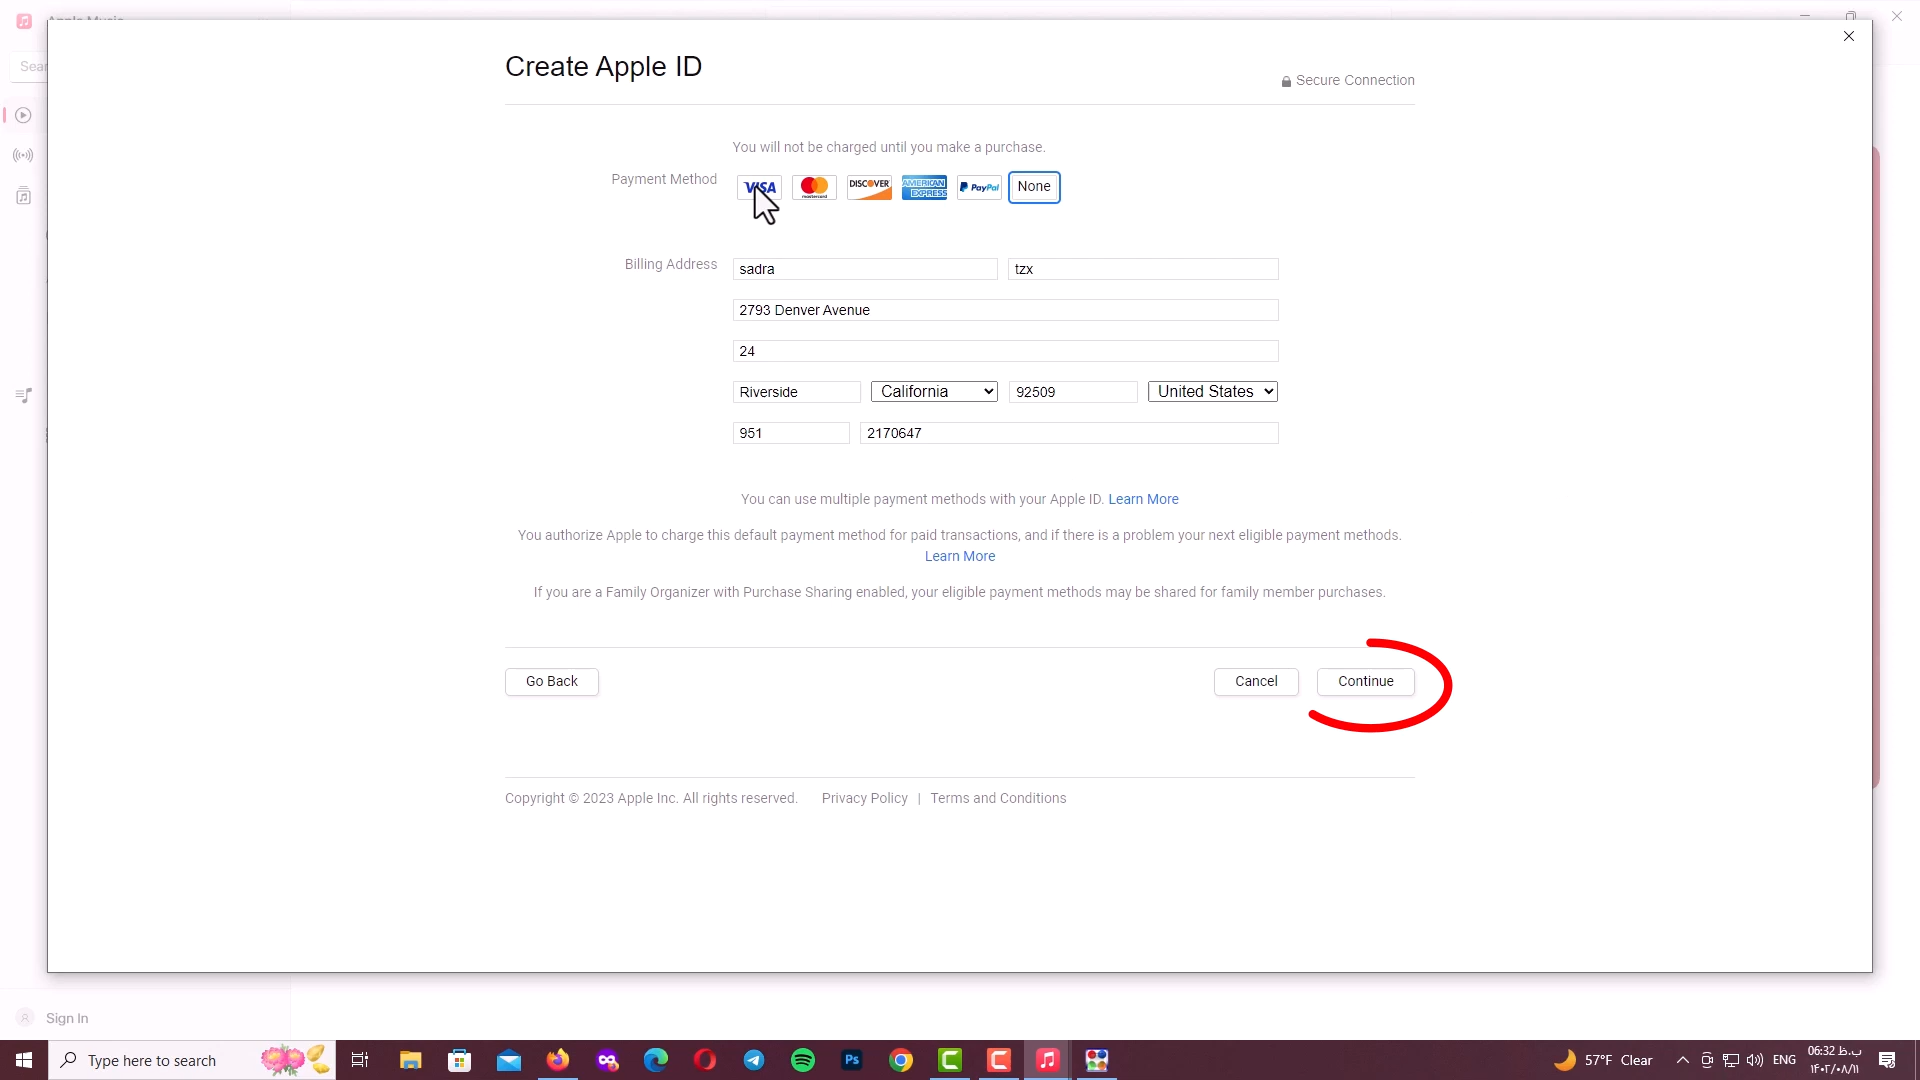 Apple Music
Sear
Create Apple ID
Secure Connection
You will not be charged until you make a purchase.
Payment Method
VISA
mastercard
DISCOVER
AMERICAN EXPRESS
PayPal
None
Billing Address
sadra
tzx
2793 Denver Avenue
24
Riverside
California
92509
United States
951
2170647
You can use multiple payment methods with your Apple ID. Learn More
You authorize Apple to charge this default payment method for paid transactions, and if there is a problem your next eligible payment methods.
Learn More
If you are a Family Organizer with Purchase Sharing enabled, your eligible payment methods may be shared for family member purchases.
Go Back
Cancel
Continue
Copyright © 2023 Apple Inc. All rights reserved.
Privacy Policy | Terms and Conditions
Sign In
Type here to search
Ps
57°F Clear
ENG
06:32 ب.ظ
۱۴۰۲/۰۸/۱۱